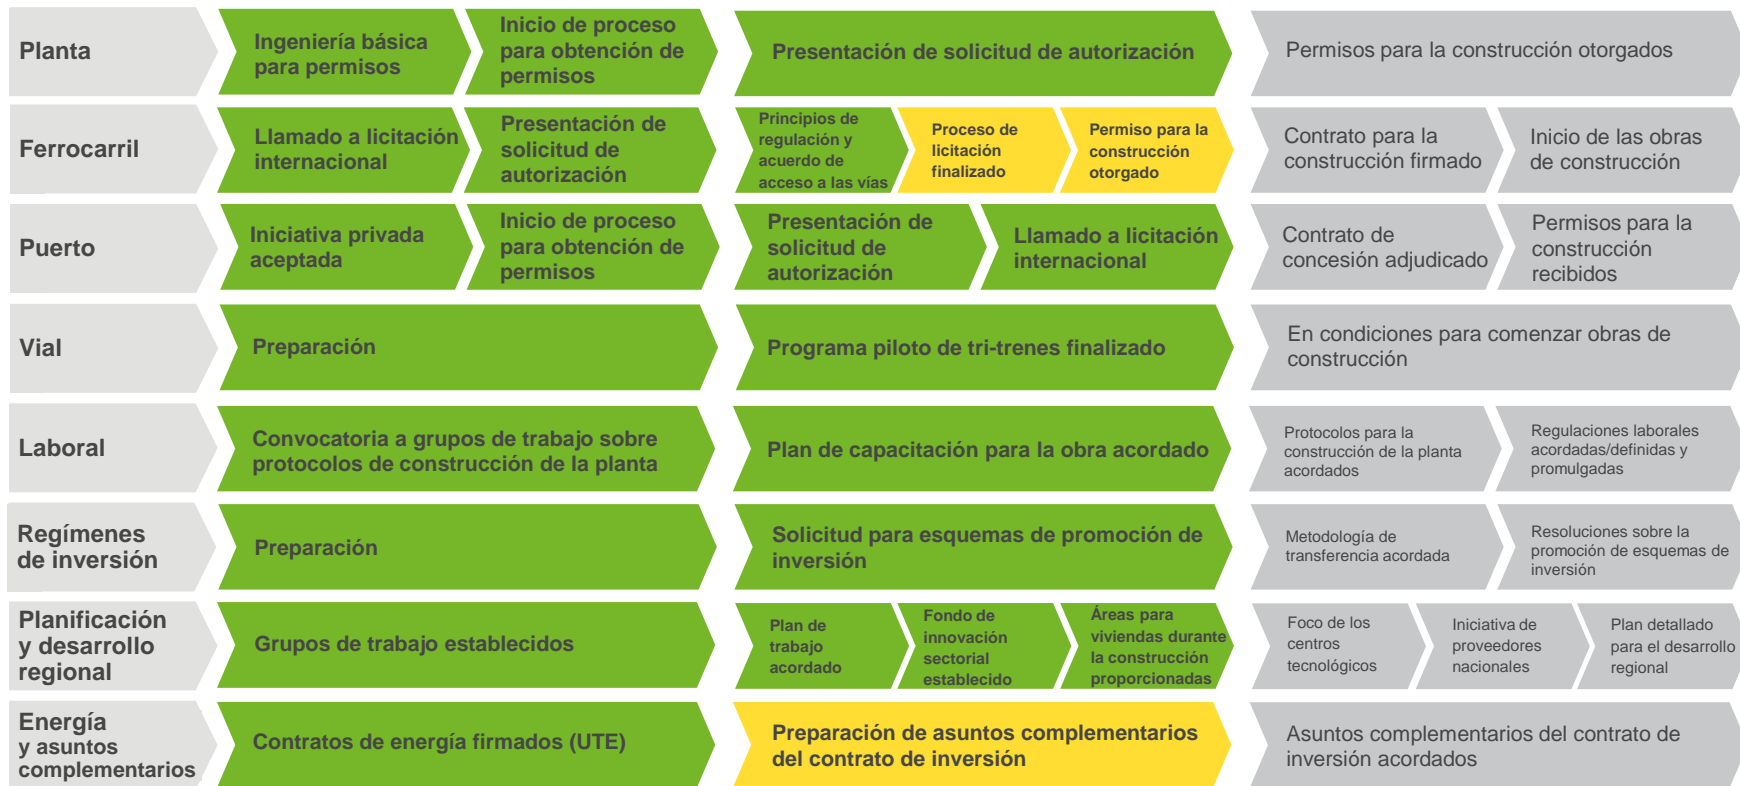 Planta
Ingeniería básica
para permisos
Inicio de proceso
para obtención de
permisos
Presentación de solicitud de autorización
Permisos para la construcción otorgados
Ferrocarril
Llamado a licitación
internacional
Presentación de
solicitud de
autorización
Principios de
regulación y
acuerdo de
acceso a las vías
Proceso de
licitación
finalizado
Permiso para la
construcción
otorgado
Contrato para la
construcción firmado
Inicio de las obras
de construcción
Puerto
Iniciativa privada
aceptada
Inicio de proceso
para obtención de
permisos
Presentación de
solicitud de
autorización
Llamado a licitación
internacional
Contrato de
concesión adjudicado
Permisos para la
construcción
recibidos
Vial
Preparación
Programa piloto de tri-trenes finalizado
En condiciones para comenzar obras de
construcción
Laboral
Convocatoria a grupos de trabajo sobre
protocolos de construcción de la planta
Plan de capacitación para la obra acordado
Protocolos para la
construcción de la planta
acordados
Regulaciones laborales
acordadas/definidas y
promulgadas
Regímenes
de inversión
Preparación
Solicitud para esquemas de promoción de
inversión
Metodología de
transferencia acordada
Resoluciones sobre la
promoción de esquemas de
inversión
Planificación
y desarrollo
regional
Grupos de trabajo establecidos
Plan de
trabajo
acordado
Fondo de
innovación
sectorial
establecido
Áreas para
viviendas durante
la construcción
proporcionadas
Foco de los
centros
tecnológicos
Iniciativa de
proveedores
nacionales
Plan detallado
para el desarrollo
regional
Energía
y asuntos
complementarios
Contratos de energía firmados (UTE)
Preparación de asuntos complementarios
del contrato de inversión
Asuntos complementarios del contrato de
inversión acordados